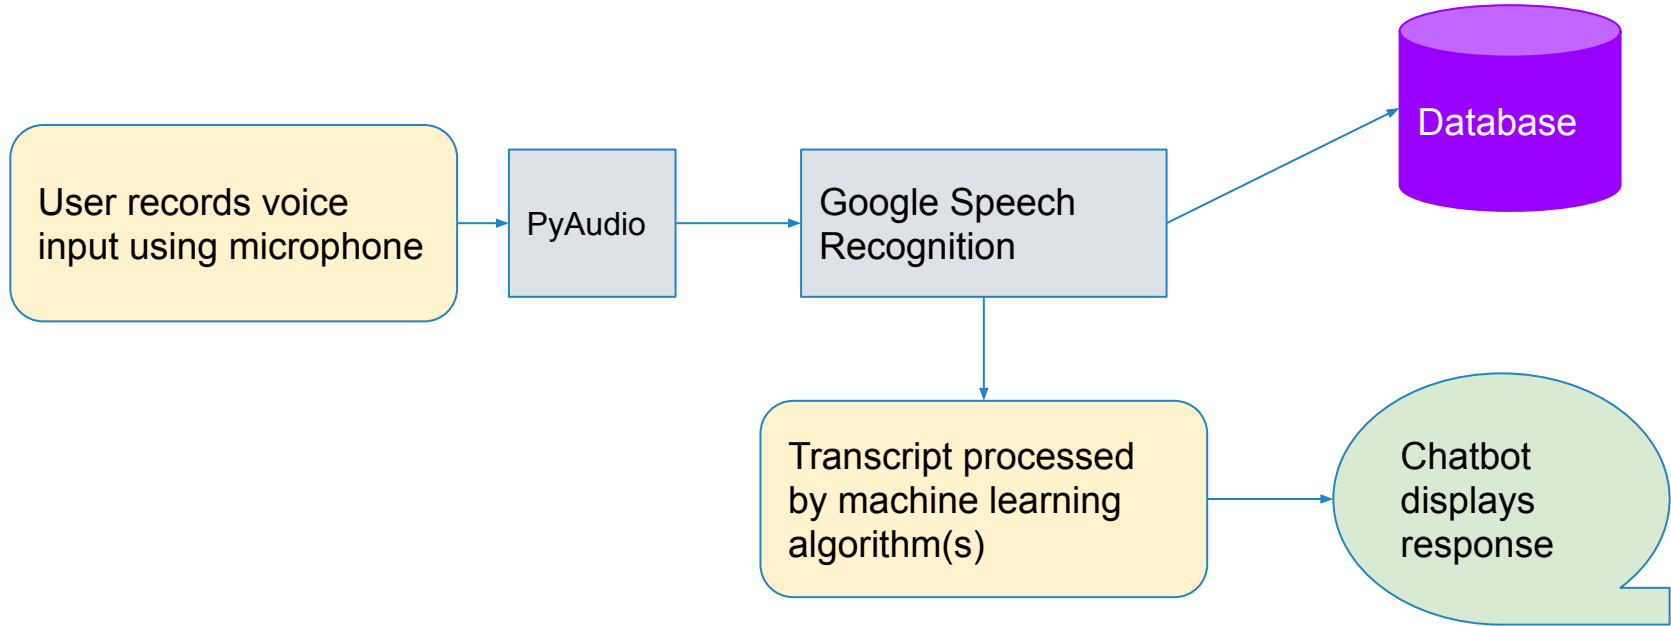 User records voice
input using microphone
PyAudio
Google Speech
Recognition
Database
Transcript processed
by machine learning
algorithm(s)
Chatbot
displays
response